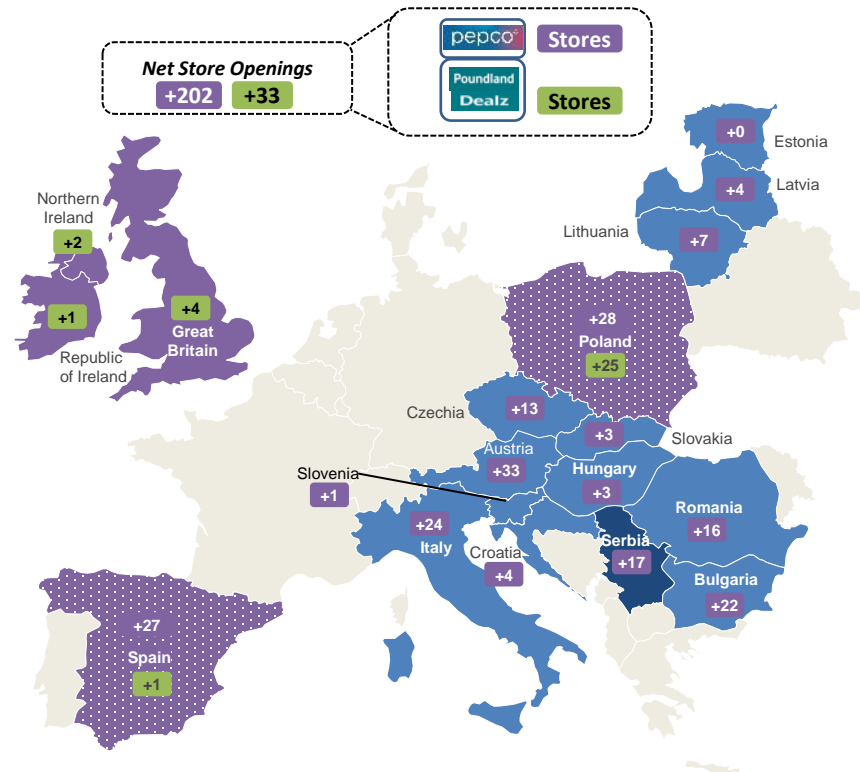 Net Store Openings
+202 +33
pepco Stores
Poundland
Dealz
Stores
+0
Estonia
+4
Latvia
Lithuania
+7
Northern
Ireland
+2
+1
Republic
of Ireland
+4
Great
Britain
+28
Poland
+25
Czechia
+13
+3
Slovakia
Austria
+33
Hungary
+3
Slovenia
+1
Romania
+16
+24
Italy
Croatia
+4
Serbia
+17
Bulgaria
+22
+27
Spain
+1